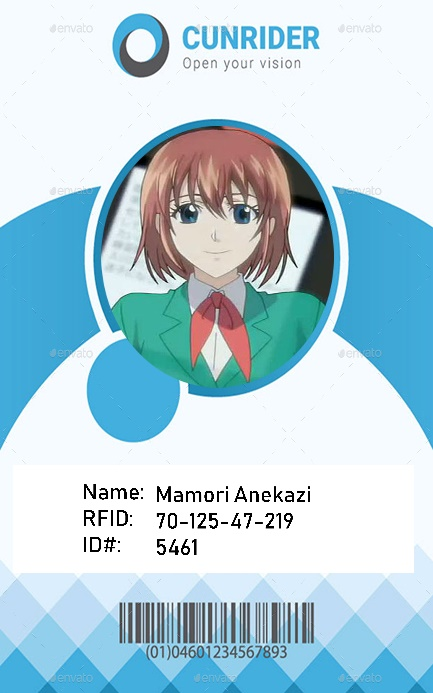 CUNRIDER
Open your vision
Name: Mamori Anekazi
RFID: 70-125-47-219
ID#: 5461
(01)04601234567893